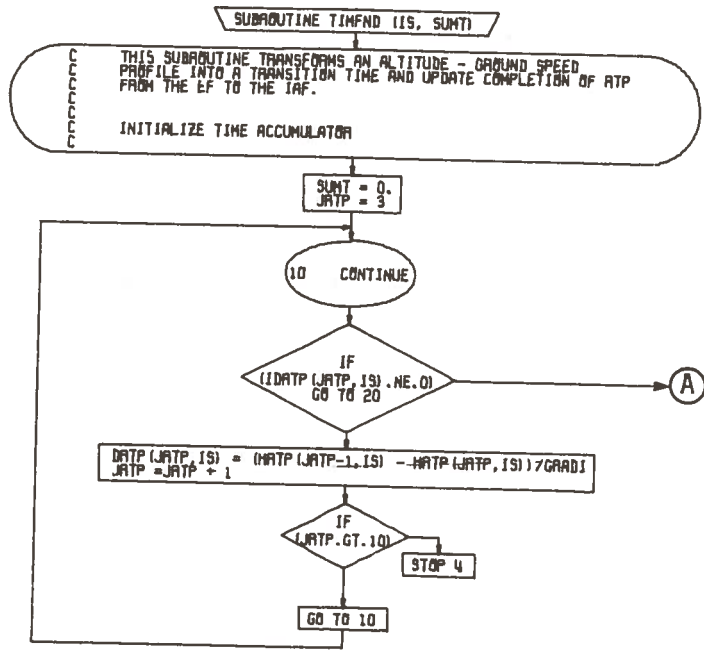 SUBROUTINE TIMFND (IS, SUMT)
C THIS SUBROUTINE TRANSFORMS AN ALTITUDE - GROUND SPEED
C PROFILE INTO A TRANSITION TIME AND UPDATE COMPLETION OF ATP
C FROM THE EF TO THE IAF.
C
C
C INITIALIZE TIME ACCUMULATOR
C
SUMT = 0.
JATP = 3
10 CONTINUE
IF
(IDATP(JATP,IS).NE.0)
GO TO 20
A
DATP(JATP,IS) = (HATP(JATP-1,IS) - HATP(JATP,IS))/GRADI
JATP =JATP + 1
IF
(JATP.GT.10)
STOP 4
GO TO 10